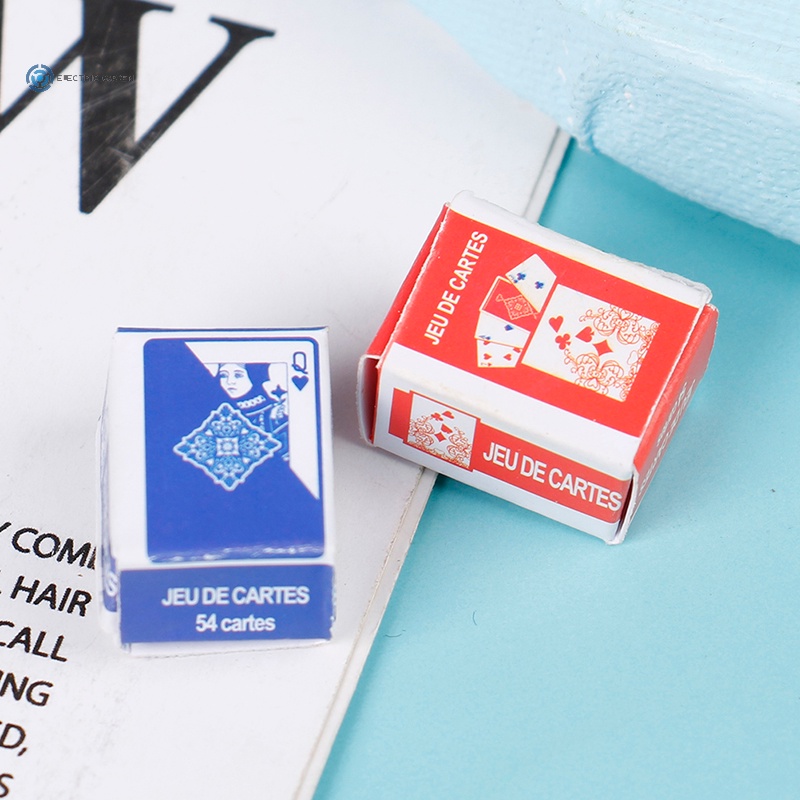 W
JEU DE CARTES
JEU DE CARTES
Q
JEU DE CARTES
54 cartes
Y COM
HAIR
CALL
NG
D,
S